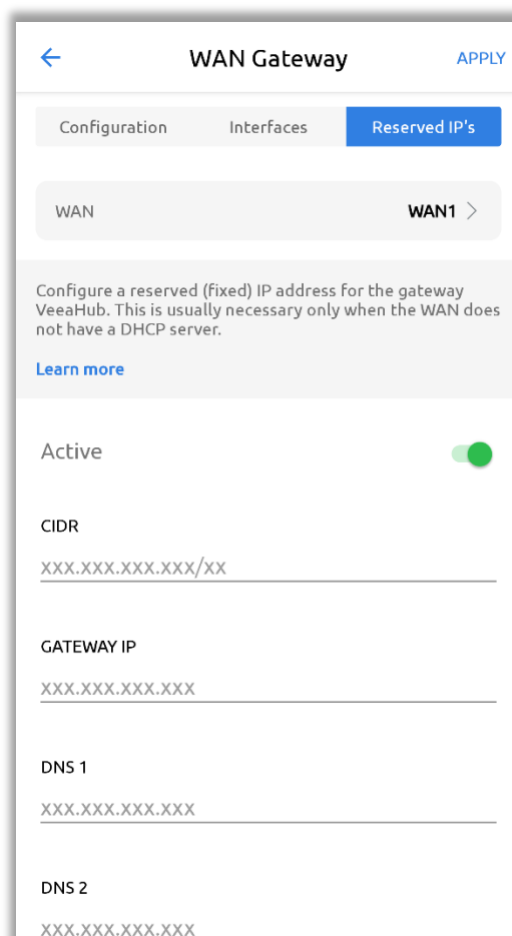 WAN Gateway
APPLY
Configuration
Interfaces
Reserved IP's
WAN
WAN1
Configure a reserved (fixed) IP address for the gateway
VeeaHub. This is usually necessary only when the WAN does
not have a DHCP server.
Learn more
Active
CIDR
xxx.xxx.xxx.xxx/xx
GATEWAY IP
xxx.xxx.xxx.xxx
DNS 1
xxx.xxx.xxx.xxx
DNS 2
xxx.xxx.xxx.xxx